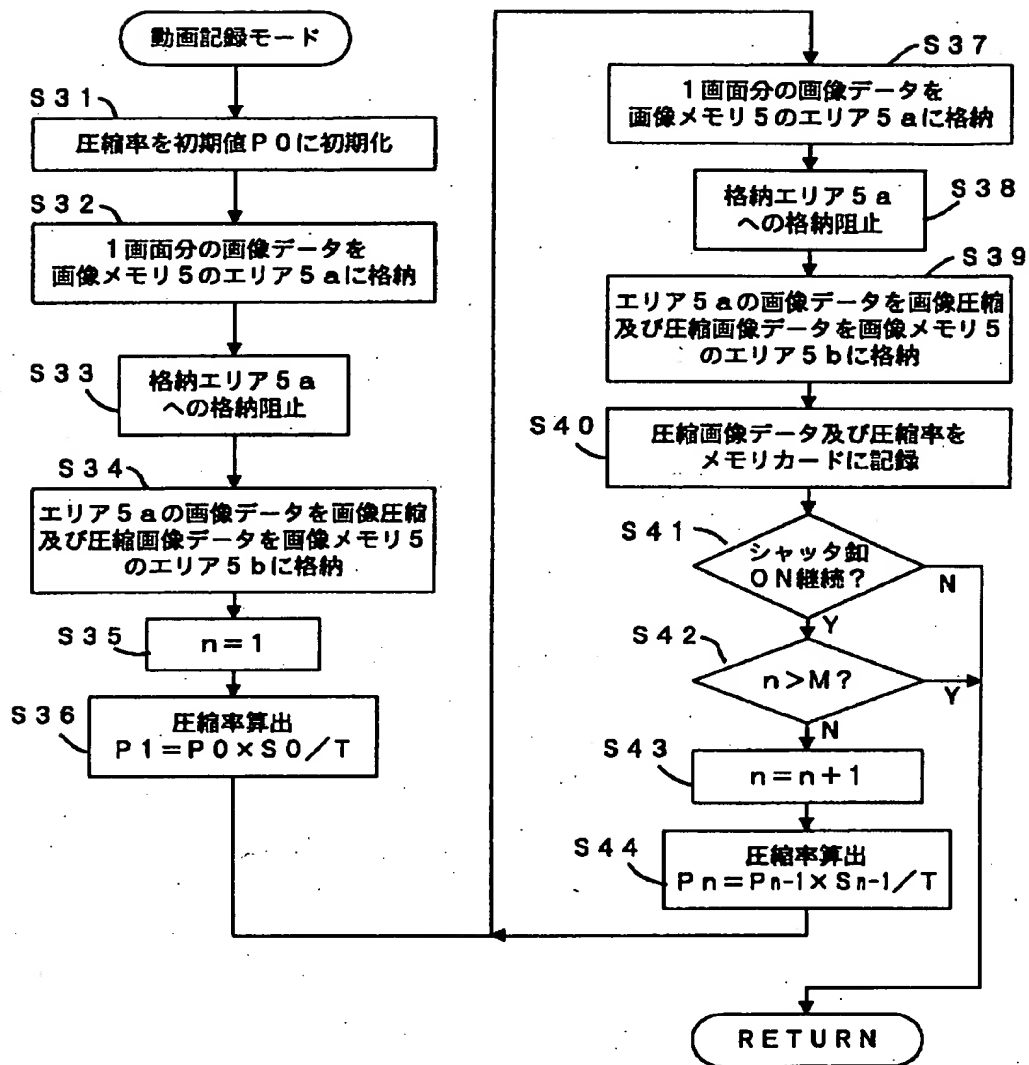 動画記録モード
S31
圧縮率を初期値P0に初期化
S32
1画面分の画像データを
画像メモリ5のエリア5aに格納
S33
格納エリア5a
への格納阻止
S34
エリア5aの画像データを画像圧縮
及び圧縮画像データを画像メモリ5
のエリア5bに格納
S35
n=1
S36
圧縮率算出
P1=P0×S0/T
S37
1画面分の画像データを
画像メモリ5のエリア5aに格納
S38
格納エリア5a
への格納阻止
S39
エリア5aの画像データを画像圧縮
及び圧縮画像データを画像メモリ5
のエリア5bに格納
S40
圧縮画像データ及び圧縮率を
メモリカードに記録
S41
シャッタ釦
ON継続?
N
Y
S42
n>M?
Y
N
S43
n=n+1
S44
圧縮率算出
Pn=Pn-1×Sn-1/T
RETURN